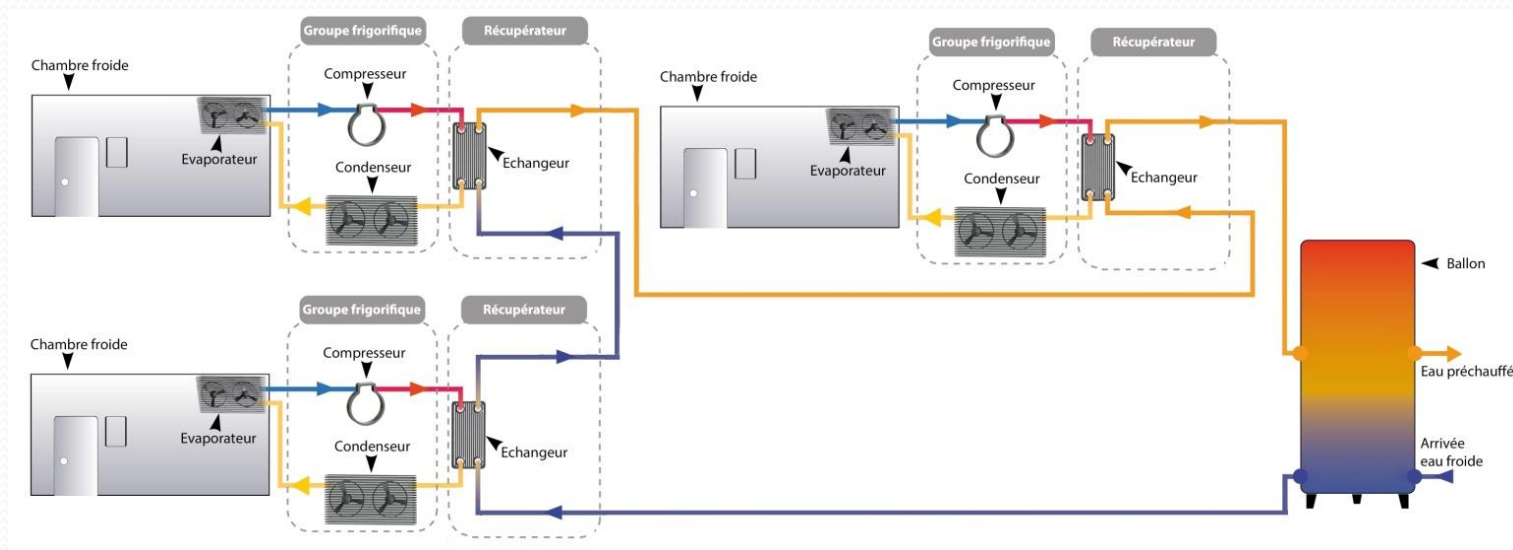 Groupe frigorifique
Récupérateur
Chambre froide
Compresseur
Evaporateur
Condenseur
Echangeur
Groupe frigorifique
Récupérateur
Chambre froide
Compresseur
Evaporateur
Condenseur
Echangeur
Groupe frigorifique
Récupérateur
Chambre froide
Compresseur
Evaporateur
Condenseur
Echangeur
Ballon
Eau préchauffé
Arrivée
eau froide